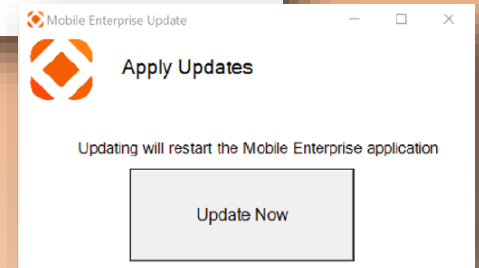 Mobile Enterprise Update
Apply Updates
Updating will restart the Mobile Enterprise application
Update Now